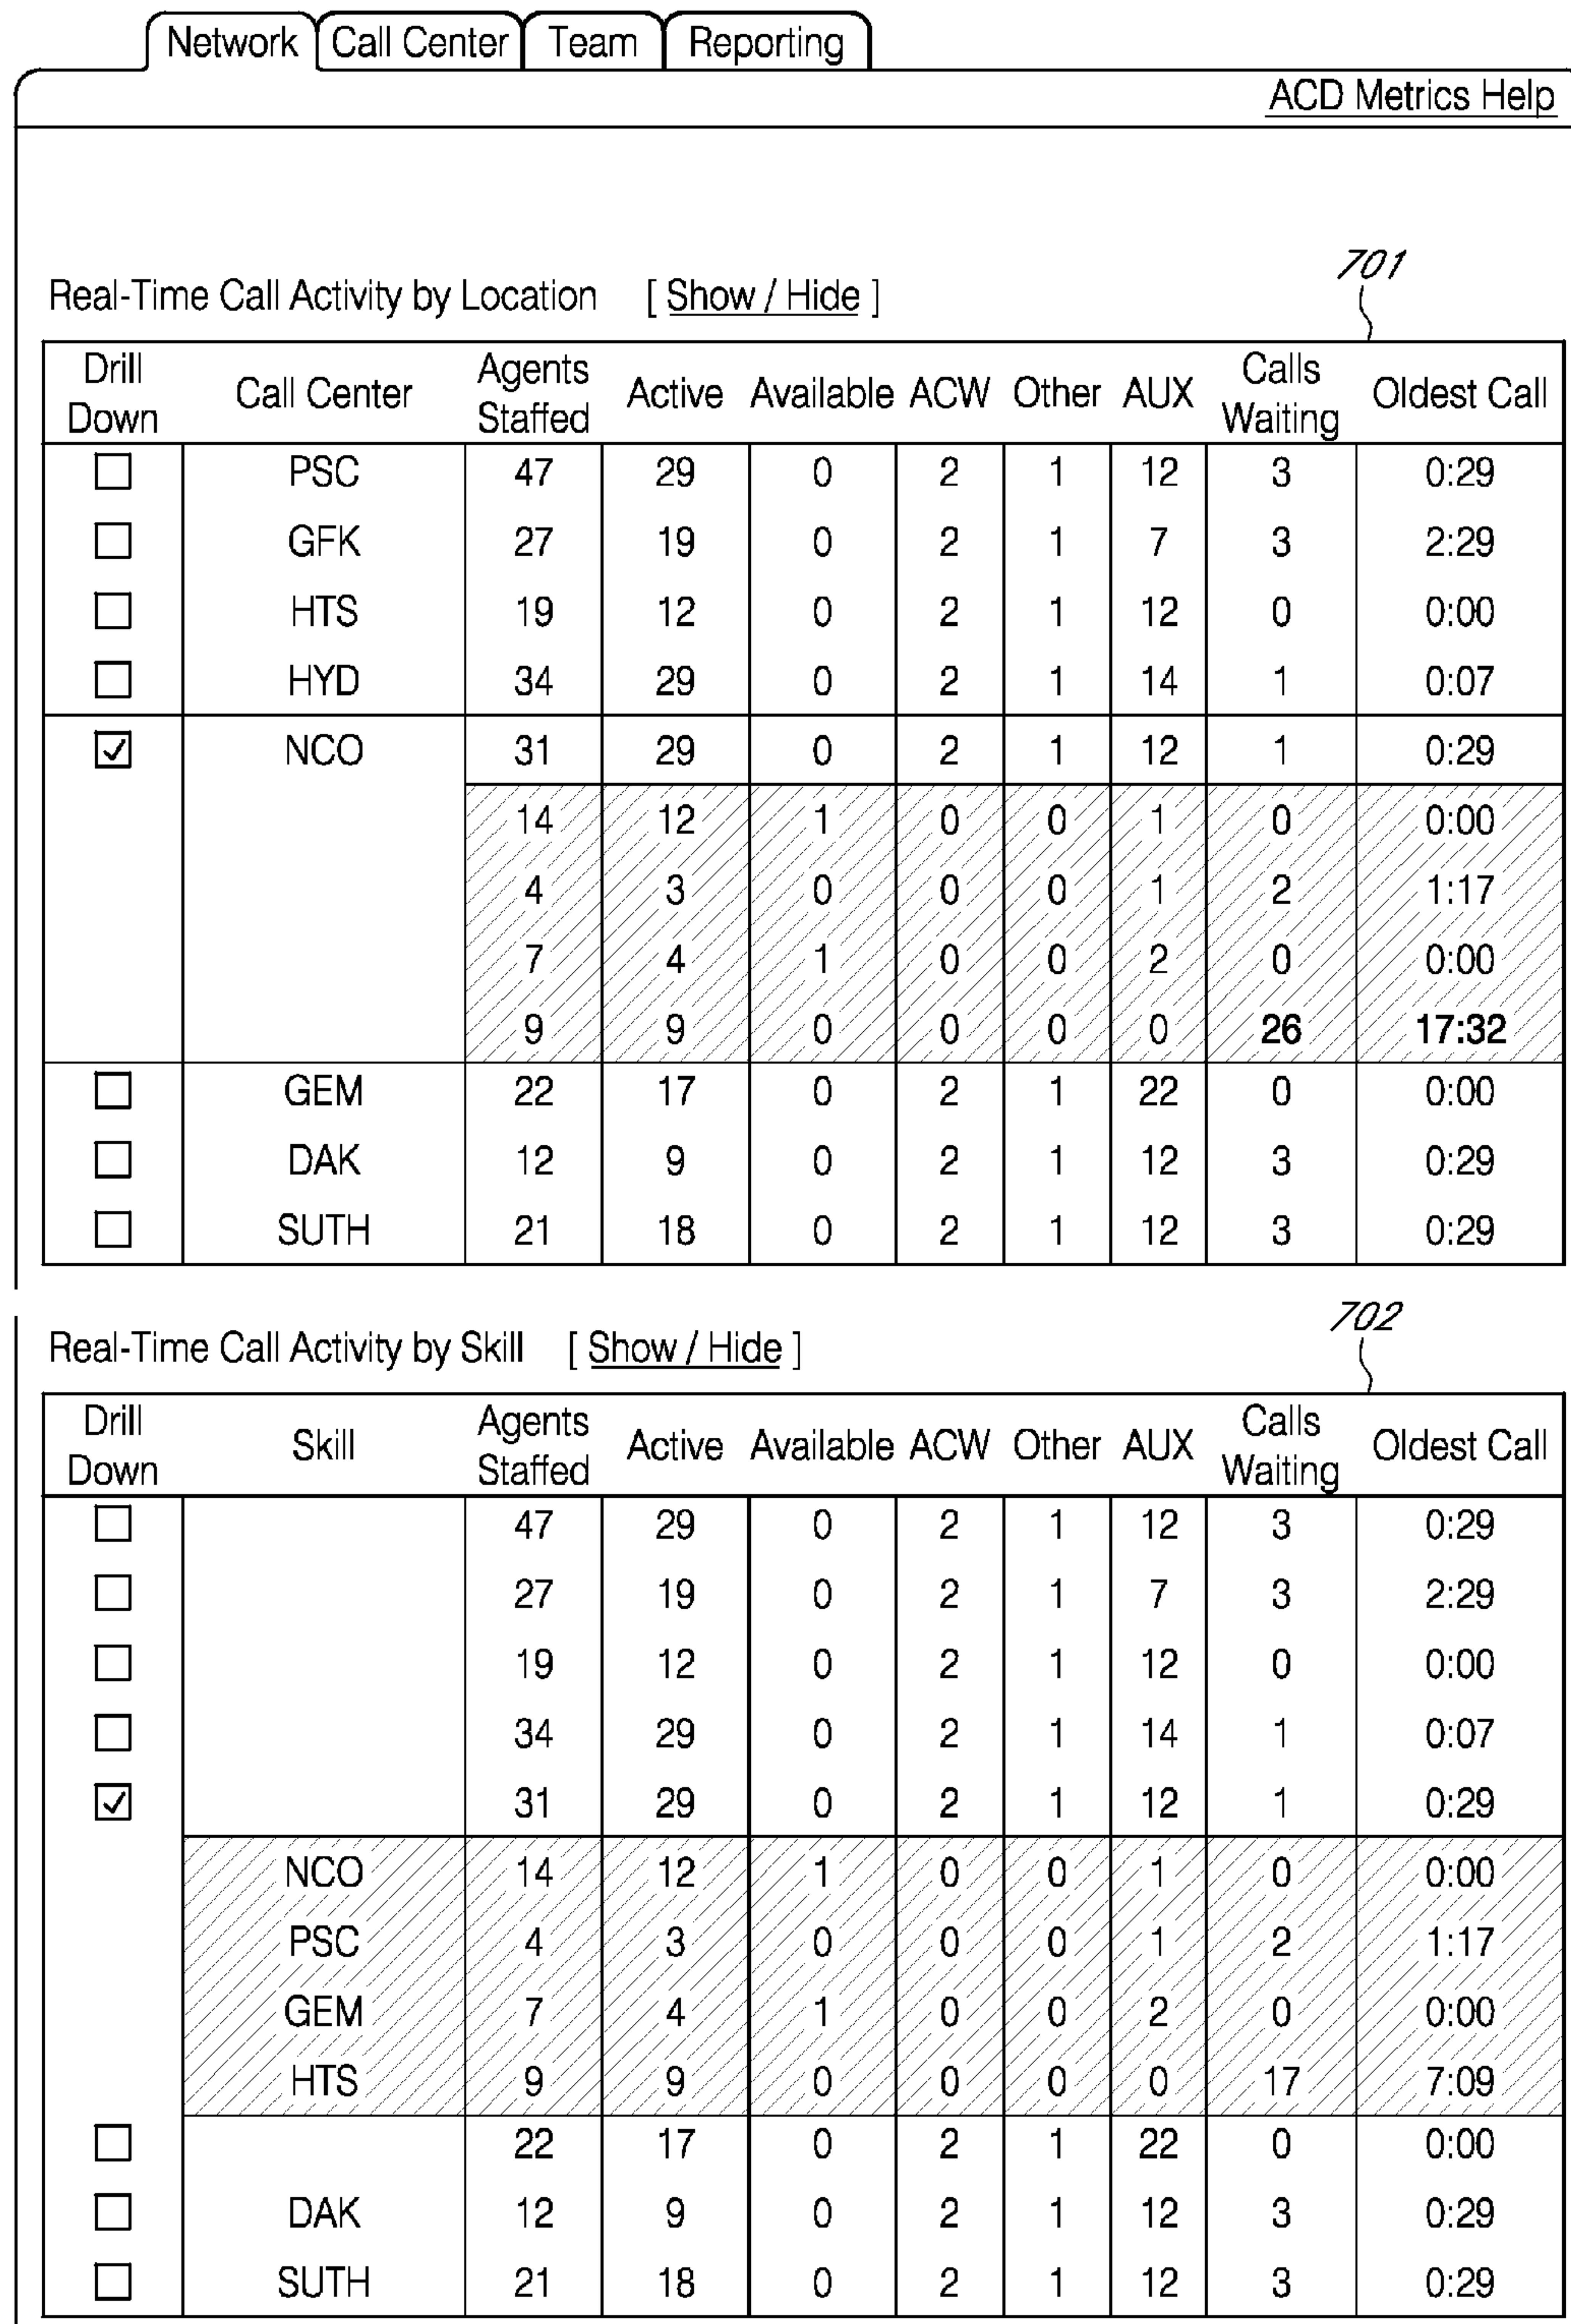 Network Call Center Team Reporting
ACD Metrics Help
701
Real-Time Call Activity by Location [ Show / Hide ]
Drill Down Call Center Agents Staffed Active Available ACW Other AUX Calls Waiting Oldest Call
PSC 47 29 0 2 1 12 3 0:29
GFK 27 19 0 2 1 7 3 2:29
HTS 19 12 0 2 1 12 0 0:00
HYD 34 29 0 2 1 14 1 0:07
NCO 31 29 0 2 1 12 1 0:29
14 12 1 0 0 1 0 0:00
4 3 0 0 0 1 2 1:17
7 4 1 0 0 2 0 0:00
9 9 0 0 0 0 26 17:32
GEM 22 17 0 2 1 22 0 0:00
DAK 12 9 0 2 1 12 3 0:29
SUTH 21 18 0 2 1 12 3 0:29
702
Real-Time Call Activity by Skill [ Show / Hide ]
Drill Down Skill Agents Staffed Active Available ACW Other AUX Calls Waiting Oldest Call
47 29 0 2 1 12 3 0:29
27 19 0 2 1 7 3 2:29
19 12 0 2 1 12 0 0:00
34 29 0 2 1 14 1 0:07
31 29 0 2 1 12 1 0:29
NCO 14 12 1 0 0 1 0 0:00
PSC 4 3 0 0 0 1 2 1:17
GEM 7 4 1 0 0 2 0 0:00
HTS 9 9 0 0 0 0 17 7:09
22 17 0 2 1 22 0 0:00
DAK 12 9 0 2 1 12 3 0:29
SUTH 21 18 0 2 1 12 3 0:29